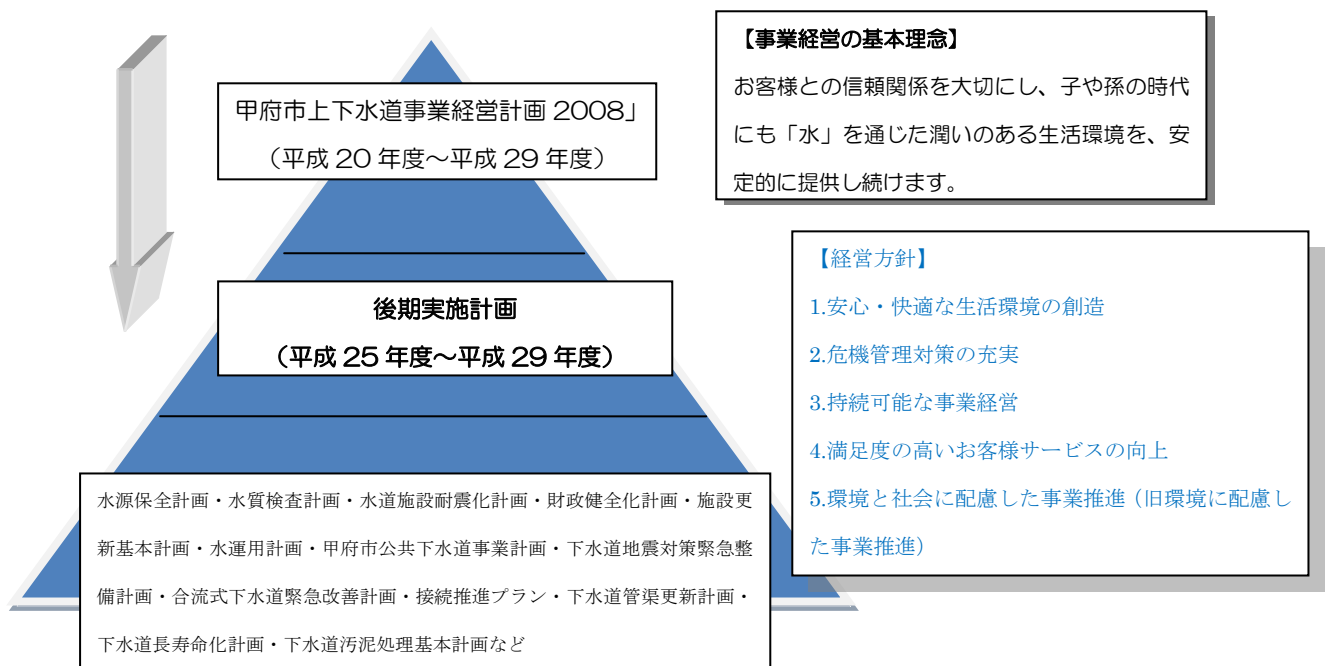 甲府市上下水道事業経営計画 2008」
(平成 20 年度～平成 29 年度)
【事業経営の基本理念】
お客様との信頼関係を大切にし、子や孫の時代
にも「水」を通じた潤いのある生活環境を、安
定的に提供し続けます。
後期実施計画
(平成 25 年度～平成 29 年度)
【経営方針】
1.安心・快適な生活環境の創造
2.危機管理対策の充実
3.持続可能な事業経営
4.満足度の高いお客様サービスの向上
5.環境と社会に配慮した事業推進(旧環境に配慮し
た事業推進)
水源保全計画・水質検査計画・水道施設耐震化計画・財政健全化計画・施設更
新基本計画・水運用計画・甲府市公共下水道事業計画・下水道地震対策緊急整
備計画・合流式下水道緊急改善計画・接続推進プラン・下水道管渠更新計画・
下水道長寿命化計画・下水道汚泥処理基本計画など